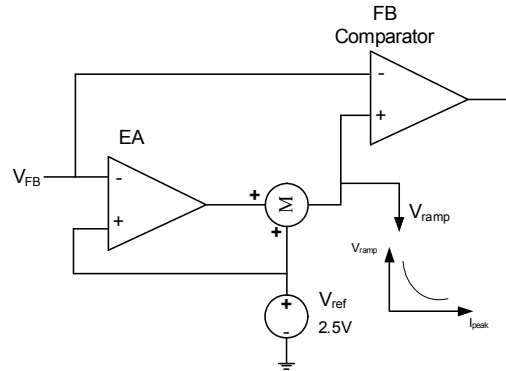 FB
Comparator
-
+
EA
V_FB
-
+
+
M
+
V_ramp
V_ramp
I_peak
+
V_ref
-
2.5V